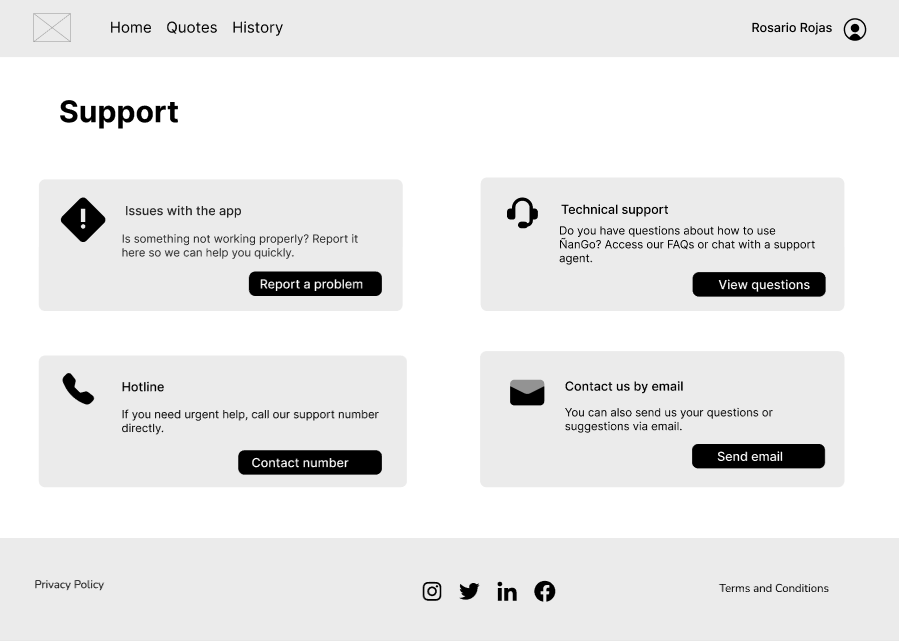 Home Quotes History
Rosario Rojas
Support
Issues with the app
Is something not working properly? Report it
here so we can help you quickly.
Report a problem
Technical support
Do you have questions about how to use
ÑanGo? Access our FAQs or chat with a support
agent.
View questions
Hotline
If you need urgent help, call our support number
directly.
Contact number
Contact us by email
You can also send us your questions or
suggestions via email.
Send email
Privacy Policy
Terms and Conditions